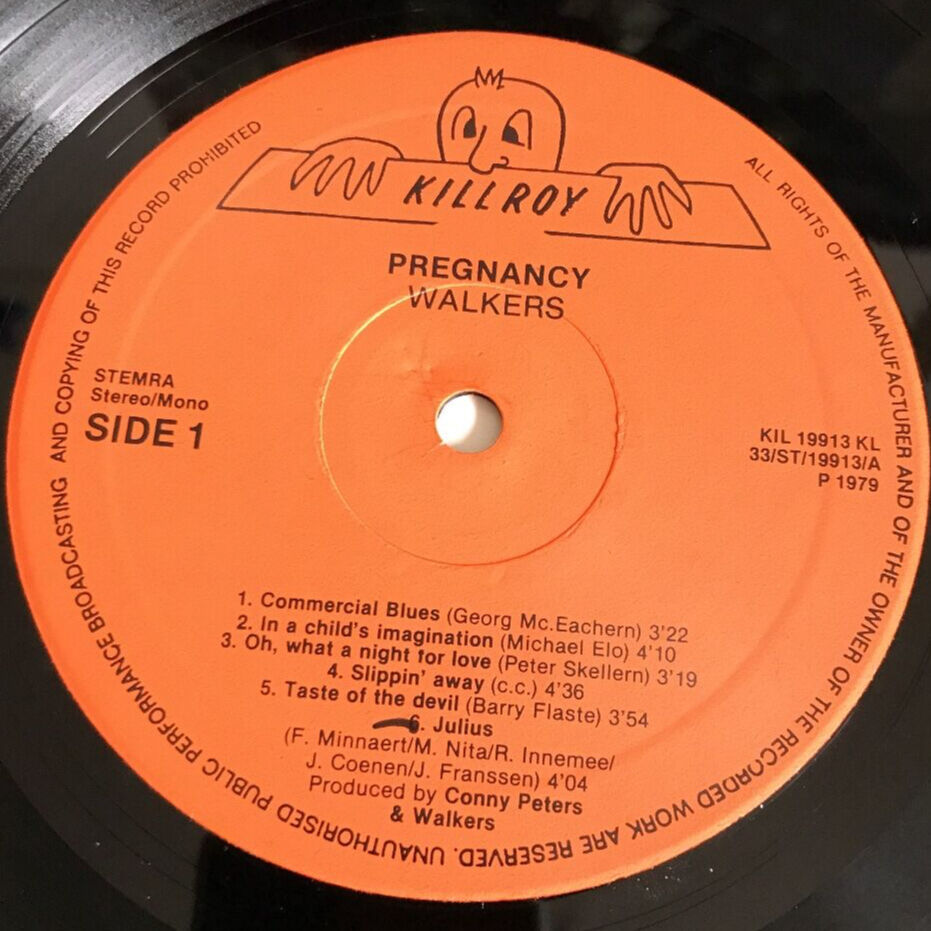 KILLROY
PREGNANCY
WALKERS
STEMRA
Stereo/Mono
SIDE 1
KIL 19913 KL
33/ST/19913/A
P 1979
1. Commercial Blues (Georg Mc.Eachern) 3'22
2. In a child's imagination (Michael Elo) 4'10
3. Oh, what a night for love (Peter Skellern) 3'19
4. Slippin' away (c.c.) 4'36
5. Taste of the devil (Barry Flaste) 3'54
6. Julius
(F. Minnaert/M. Nita/R. Innemee/
J. Coenen/J. Franssen) 4'04
Produced by Conny Peters
& Walkers
ALL RIGHTS OF THE MANUFACTURER AND OF THE OWNER OF THE RECORDED WORK ARE RESERVED. UNAUTHORISED PUBLIC PERFORMANCE BROADCASTING AND COPYING OF THIS RECORD PROHIBITED